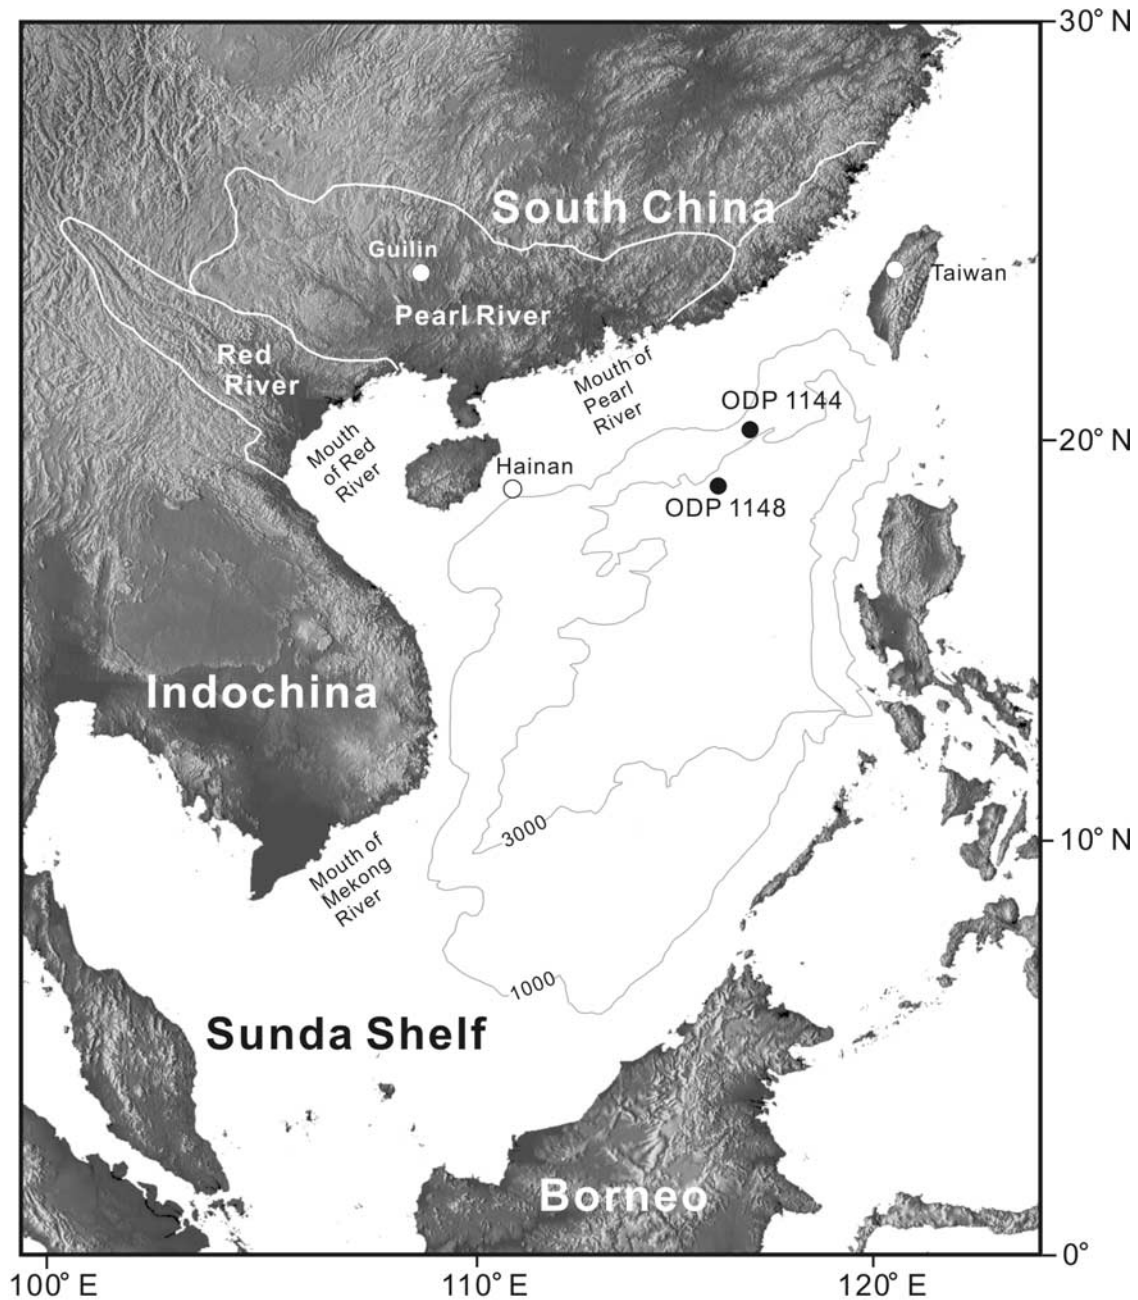 30° N
South China
Guilin
Taiwan
Pearl River
Red
River
Mouth of
Pearl
River
ODP 1144
20° N
Mouth
of Red
River
Hainan
ODP 1148
Indochina
3000
10° N
Mouth of
Mekong
River
1000
Sunda Shelf
Borneo
0°
100° E
110° E
120° E